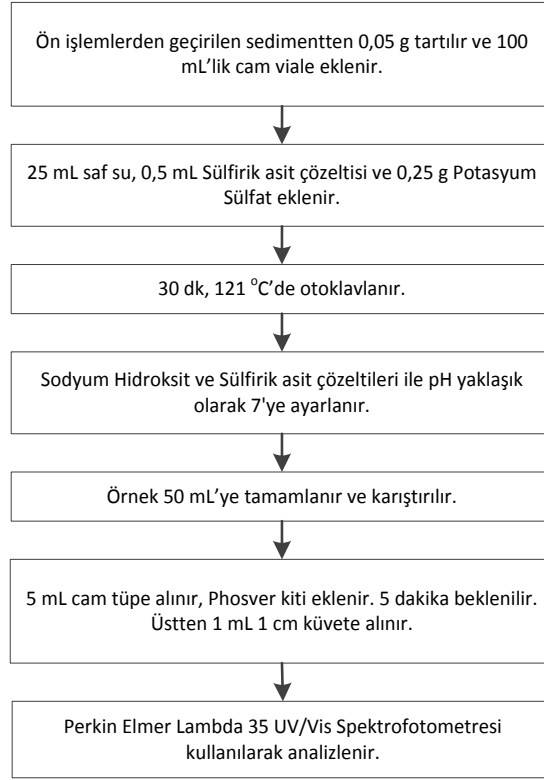 Ön işlemlerden geçirilen sedimentten 0,05 g tartılır ve 100
mL'lik cam viale eklenir.
25 mL saf su, 0,5 mL Sülfirik asit çözeltisi ve 0,25 g Potasyum
Sülfat eklenir.
30 dk, 121 °C'de otoklavlanır.
Sodyum Hidroksit ve Sülfirik asit çözeltileri ile pH yaklaşık
olarak 7'ye ayarlanır.
Örnek 50 mL'ye tamamlanır ve karıştırılır.
5 mL cam tüpe alınır, Phosver kiti eklenir. 5 dakika beklenilir.
Üstten 1 mL 1 cm küvete alınır.
Perkin Elmer Lambda 35 UV/Vis Spektrofotometresi
kullanılarak analizlenir.